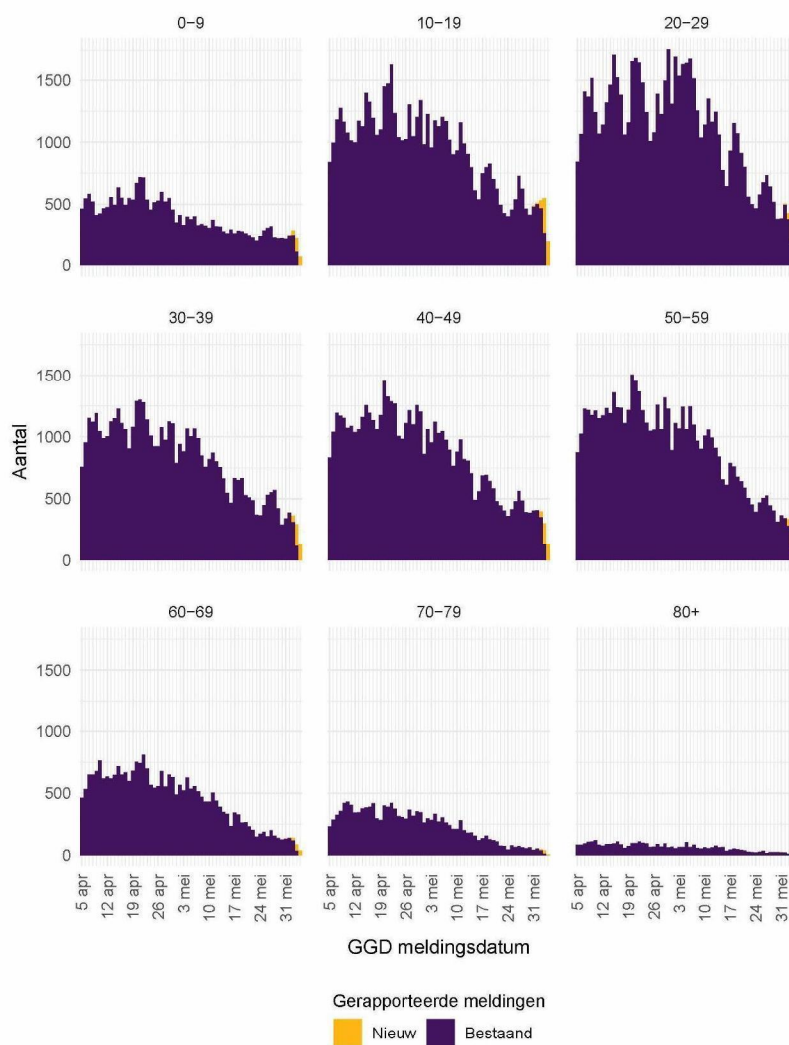 0−9
10−19
20−29
1500
1000
500
0
30−39
40−49
50−59
1500
1000
500
0
Aantal
60−69
70−79
80+
1500
1000
500
0
5 apr
12 apr
19 apr
26 apr
3 mei
10 mei
17 mei
24 mei
31 mei
5 apr
12 apr
19 apr
26 apr
3 mei
10 mei
17 mei
24 mei
31 mei
5 apr
12 apr
19 apr
26 apr
3 mei
10 mei
17 mei
24 mei
31 mei
GGD meldingsdatum
Gerapporteerde meldingen
Nieuw Bestaand